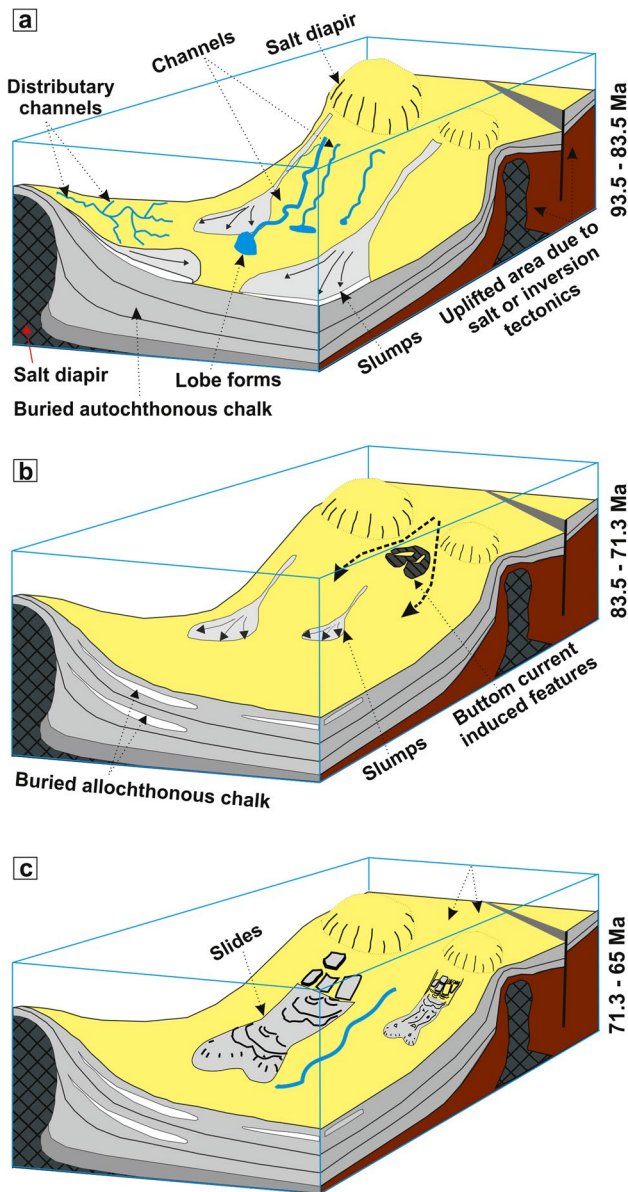 a
Salt diapir
Channels
Distributary
channels
93.5 - 83.5 Ma
Uplifted area due to
salt or inversion
tectonics
Slumps
Lobe forms
Salt diapir
Buried autochthonous chalk
b
83.5 - 71.3 Ma
Buttom current
induced features
Slumps
Buried allochthonous chalk
c
Slides
71.3 - 65 Ma